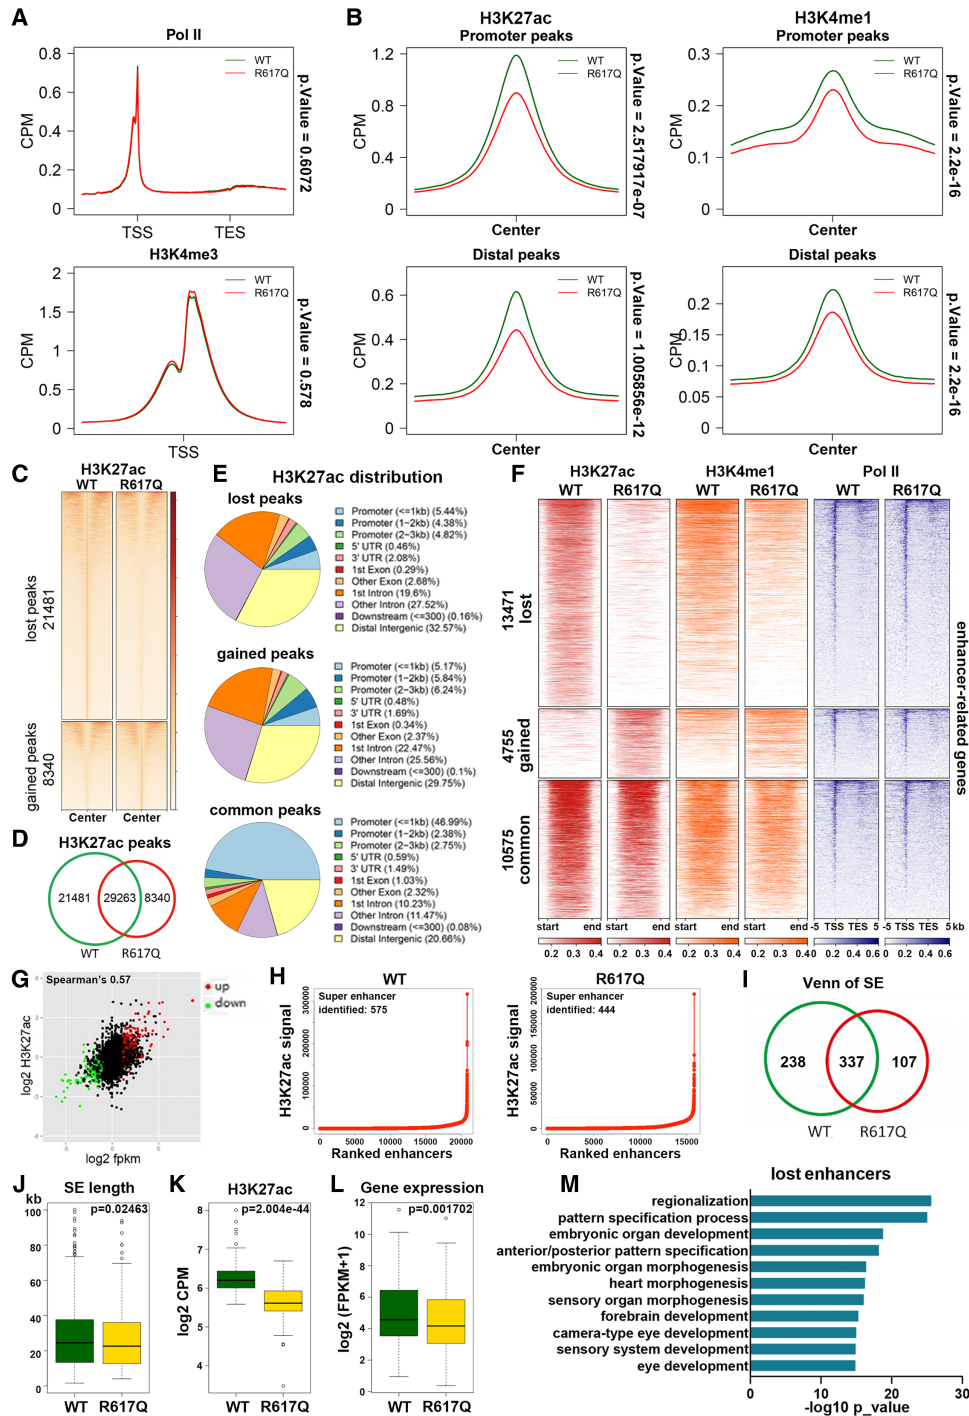 A
Pol II
WT
R617Q
CPM
0.8
0.6
0.4
0.2
0
TSS
TES
p.Value = 0.6072
H3K4me3
WT
R617Q
CPM
2
1.5
1
0.5
0
TSS
p.Value = 0.578
B
H3K27ac
Promoter peaks
WT
R617Q
CPM
1.2
0.8
0.4
0
Center
p.Value = 2.517917e-07
H3K4me1
Promoter peaks
WT
R617Q
CPM
0.3
0.2
0.1
0
Center
p.Value = 2.2e-16
Distal peaks
WT
R617Q
CPM
0.6
0.4
0.2
0
Center
p.Value = 1.005856e-12
Distal peaks
WT
R617Q
CPM
0.2
0.15
0.1
0.05
0
Center
p.Value = 2.2e-16
C
H3K27ac
WT R617Q
lost peaks
21481
gained peaks
8340
Center Center
D
H3K27ac peaks
21481 29263 8340
WT R617Q
E
H3K27ac distribution
lost peaks
Promoter (<=1kb) (5.44%)
Promoter (1-2kb) (4.38%)
Promoter (2-3kb) (4.82%)
5' UTR (0.46%)
3' UTR (2.08%)
1st Exon (0.29%)
Other Exon (2.68%)
1st Intron (19.6%)
Other Intron (27.52%)
Downstream (<=300) (0.16%)
Distal Intergenic (32.57%)
gained peaks
Promoter (<=1kb) (5.17%)
Promoter (1-2kb) (5.84%)
Promoter (2-3kb) (6.24%)
5' UTR (0.48%)
3' UTR (1.69%)
1st Exon (0.34%)
Other Exon (2.37%)
1st Intron (22.47%)
Other Intron (25.56%)
Downstream (<=300) (0.1%)
Distal Intergenic (29.75%)
common peaks
Promoter (<=1kb) (46.99%)
Promoter (1-2kb) (2.38%)
Promoter (2-3kb) (2.75%)
5' UTR (0.59%)
3' UTR (1.49%)
1st Exon (1.03%)
Other Exon (2.32%)
1st Intron (10.23%)
Other Intron (11.47%)
Downstream (<=300) (0.08%)
Distal Intergenic (20.66%)
F
H3K27ac H3K4me1 Pol II
WT R617Q WT R617Q WT R617Q
13471
lost
4755
gained
10575
common
enhancer-related genes
start end start end start end start end -5 TSS TES 5 -5 TSS TES 5 kb
0.2 0.4 0.2 0.4 0.2 0.4 0.2 0.4 0 0.2 0.6 0 0.2 0.6
G
Spearman's 0.57
up
down
log2 H3K27ac
6
3
0
-3
-6
-5 0 5
log2 fpkm
H
WT
Super enhancer
identified: 575
H3K27ac signal
300000
200000
100000
0
0 5000 10000 20000
Ranked enhancers
R617Q
Super enhancer
identified: 444
H3K27ac signal
200000
1500000
100000
50000
0
0 5000 10000 15000
Ranked enhancers
I
Venn of SE
238 337 107
WT R617Q
J
SE length
kb
p=0.02463
100
80
60
40
20
0
WT R617Q
K
H3K27ac
p=2.004e-44
log2 CPM
8
7
6
5
4
WT R617Q
L
Gene expression
p=0.001702
log2 (FPKM+1)
12
10
8
6
4
2
0
WT R617Q
M
lost enhancers
regionalization
pattern specification process
embryonic organ development
anterior/posterior pattern specification
embryonic organ morphogenesis
heart morphogenesis
sensory organ morphogenesis
forebrain development
camera-type eye development
sensory system development
eye development
0 10 20 30
-log10 p_value